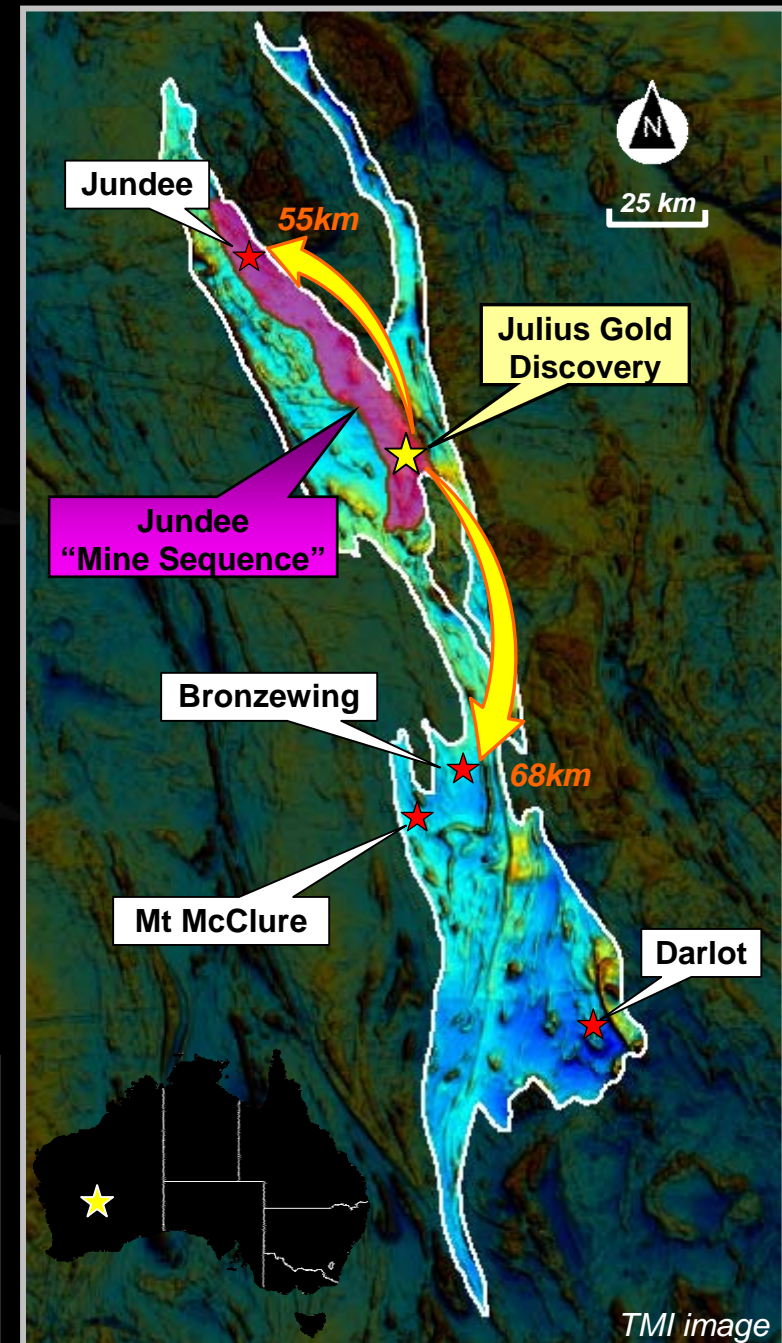 N
25 km
Jundee
55km
Julius Gold
Discovery
Jundee
“Mine Sequence”
Bronzewing
68km
Mt McClure
Darlot
TMI image